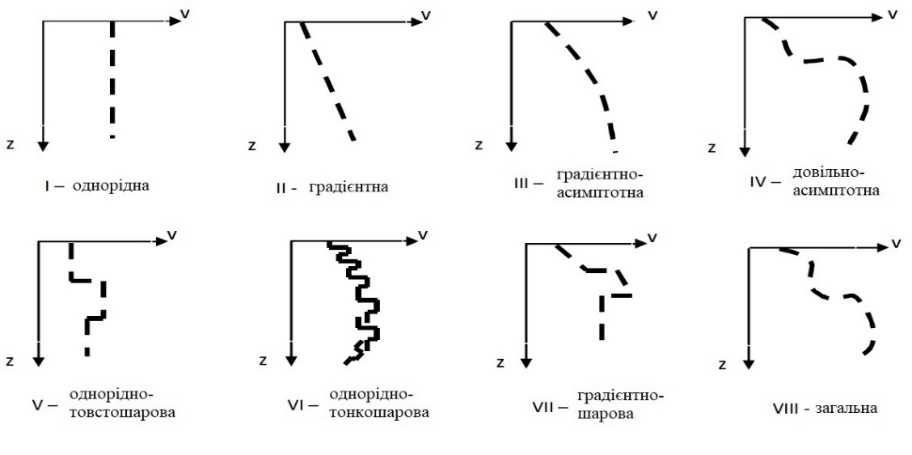 v
v
v
v
z
z
z
z
I – однорідна
II - градієнтна
III – градієнтно-
асимптотна
IV – довільно-
асимптотна
v
v
v
v
z
z
z
z
V – однорідно-
товстошарова
VI – однорідно-
тонкошарова
VII – градієнтно-
шарова
VIII - загальна